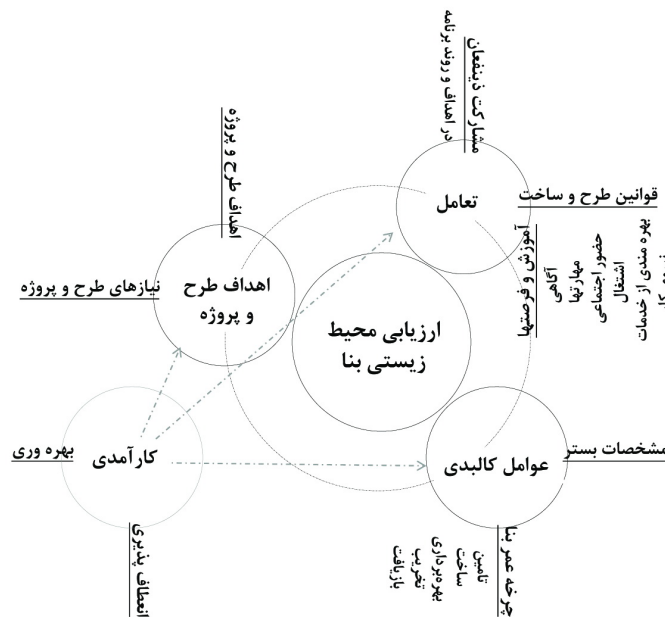 مشارکت ذینفعان
در اهداف و روند برنامه
تعامل
قوانین طرح و ساخت
آموزش و فرصتها
آگاهی
مهارتها
حضور اجتماعی
اشتغال
بهره مندی از خدمات
اهداف طرح و پروژه
نیازهای طرح و پروژه
اهداف طرح
و پروژه
ارزیابی محیط
زیستی بنا
کارآمدی
بهره وری
انعطاف پذیری
عوامل کالبدی
مشخصات بستر
چرخه عمر بنا
تامین
ساخت
بهره‌برداری
تخریب
بازیافت